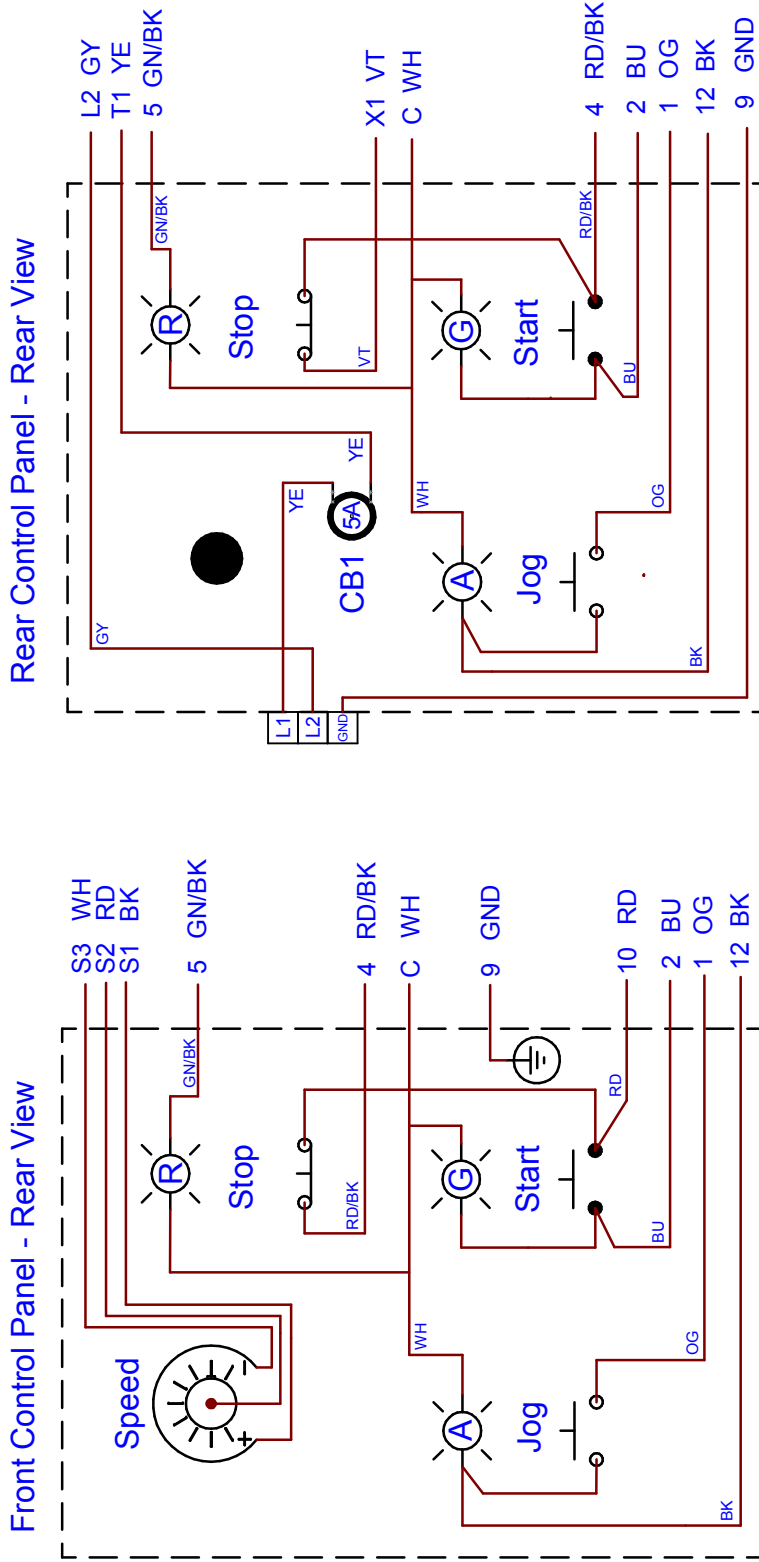 Front Control Panel - Rear View
Speed
+
-
S3 WH
S2 RD
S1 BK
R
GN/BK
5 GN/BK
Stop
RD/BK
4 RD/BK
C WH
WH
9 GND
A
G
Jog
Start
RD
10 RD
BU
2 BU
OG
1 OG
BK
12 BK
Rear Control Panel - Rear View
GY
L2 GY
T1 YE
5 GN/BK
GN/BK
R
Stop
L1
L2
GND
YE
YE
5A
CB1
VT
X1 VT
C WH
WH
A
G
Jog
Start
RD/BK
4 RD/BK
BU
2 BU
OG
1 OG
BK
12 BK
9 GND